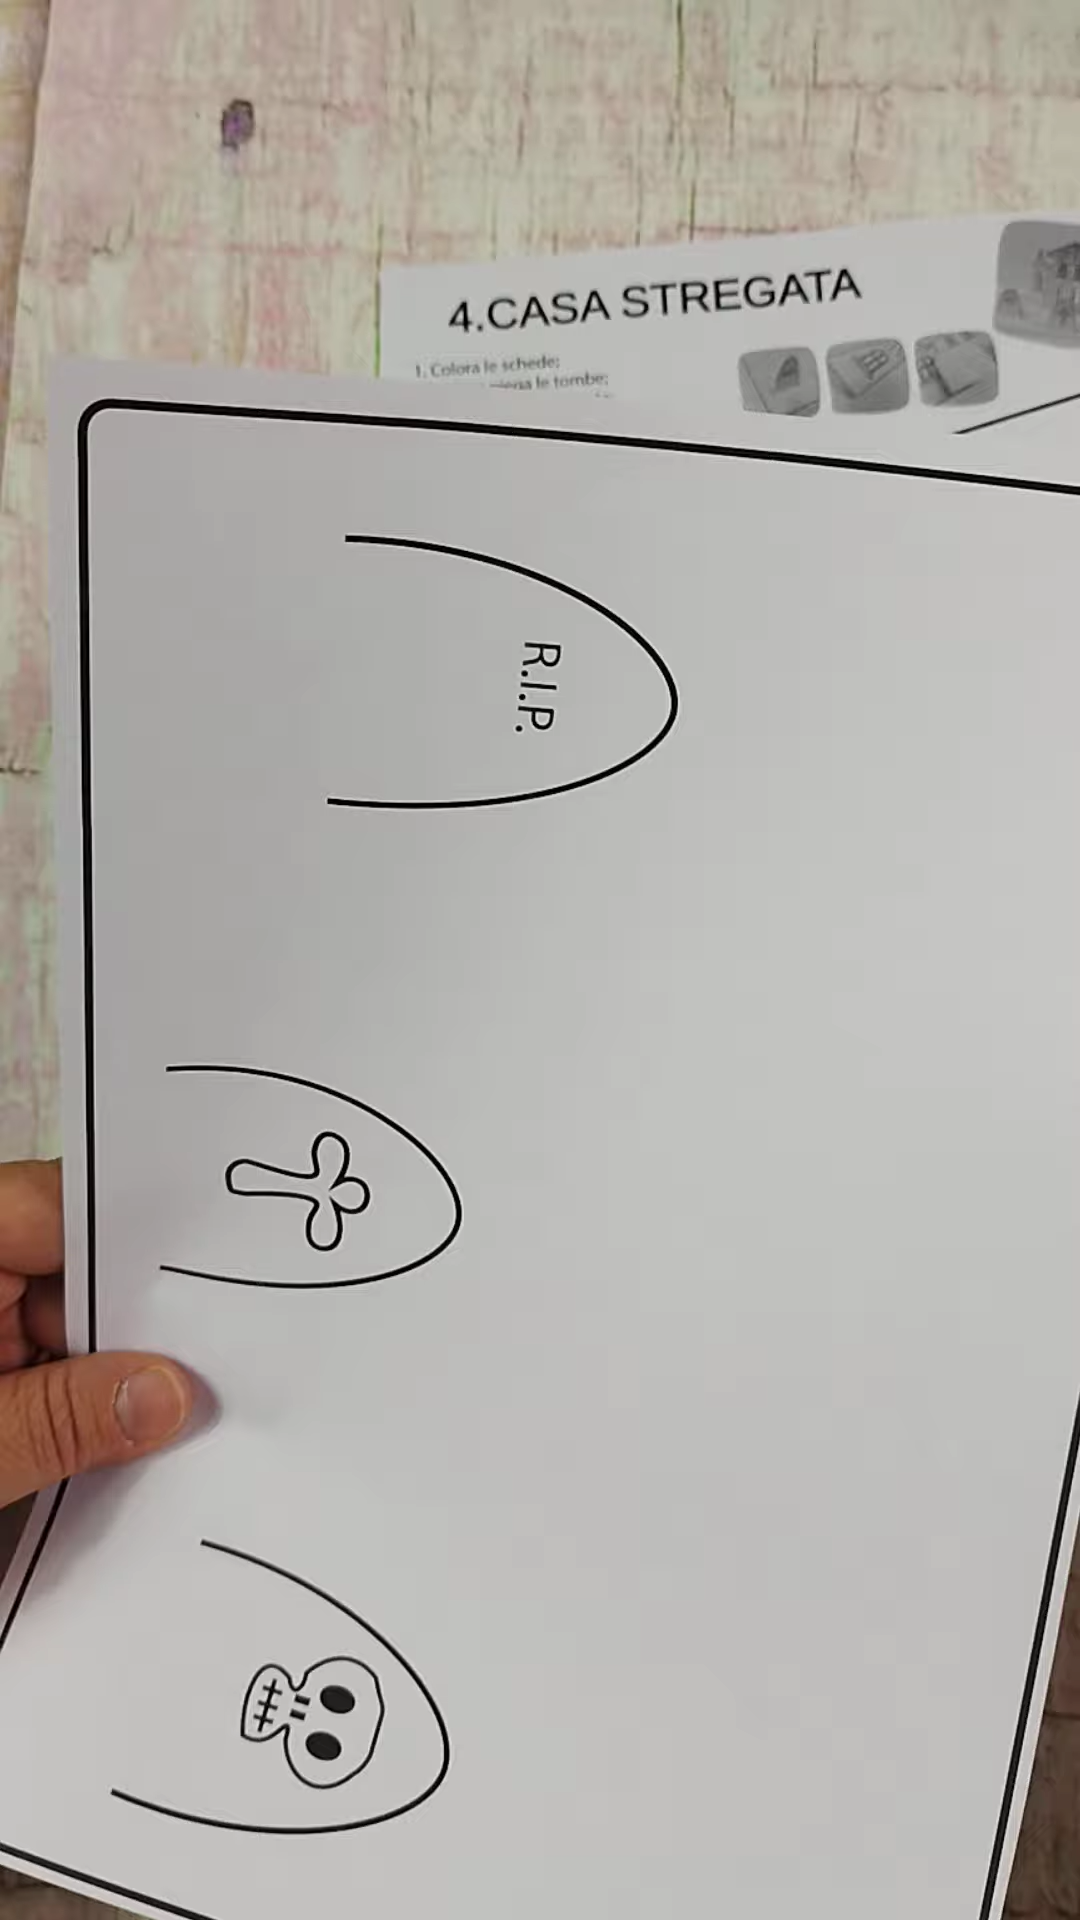 4.CASA STREGATA
1. Colora le schede;
le tombe;
R.I.P.